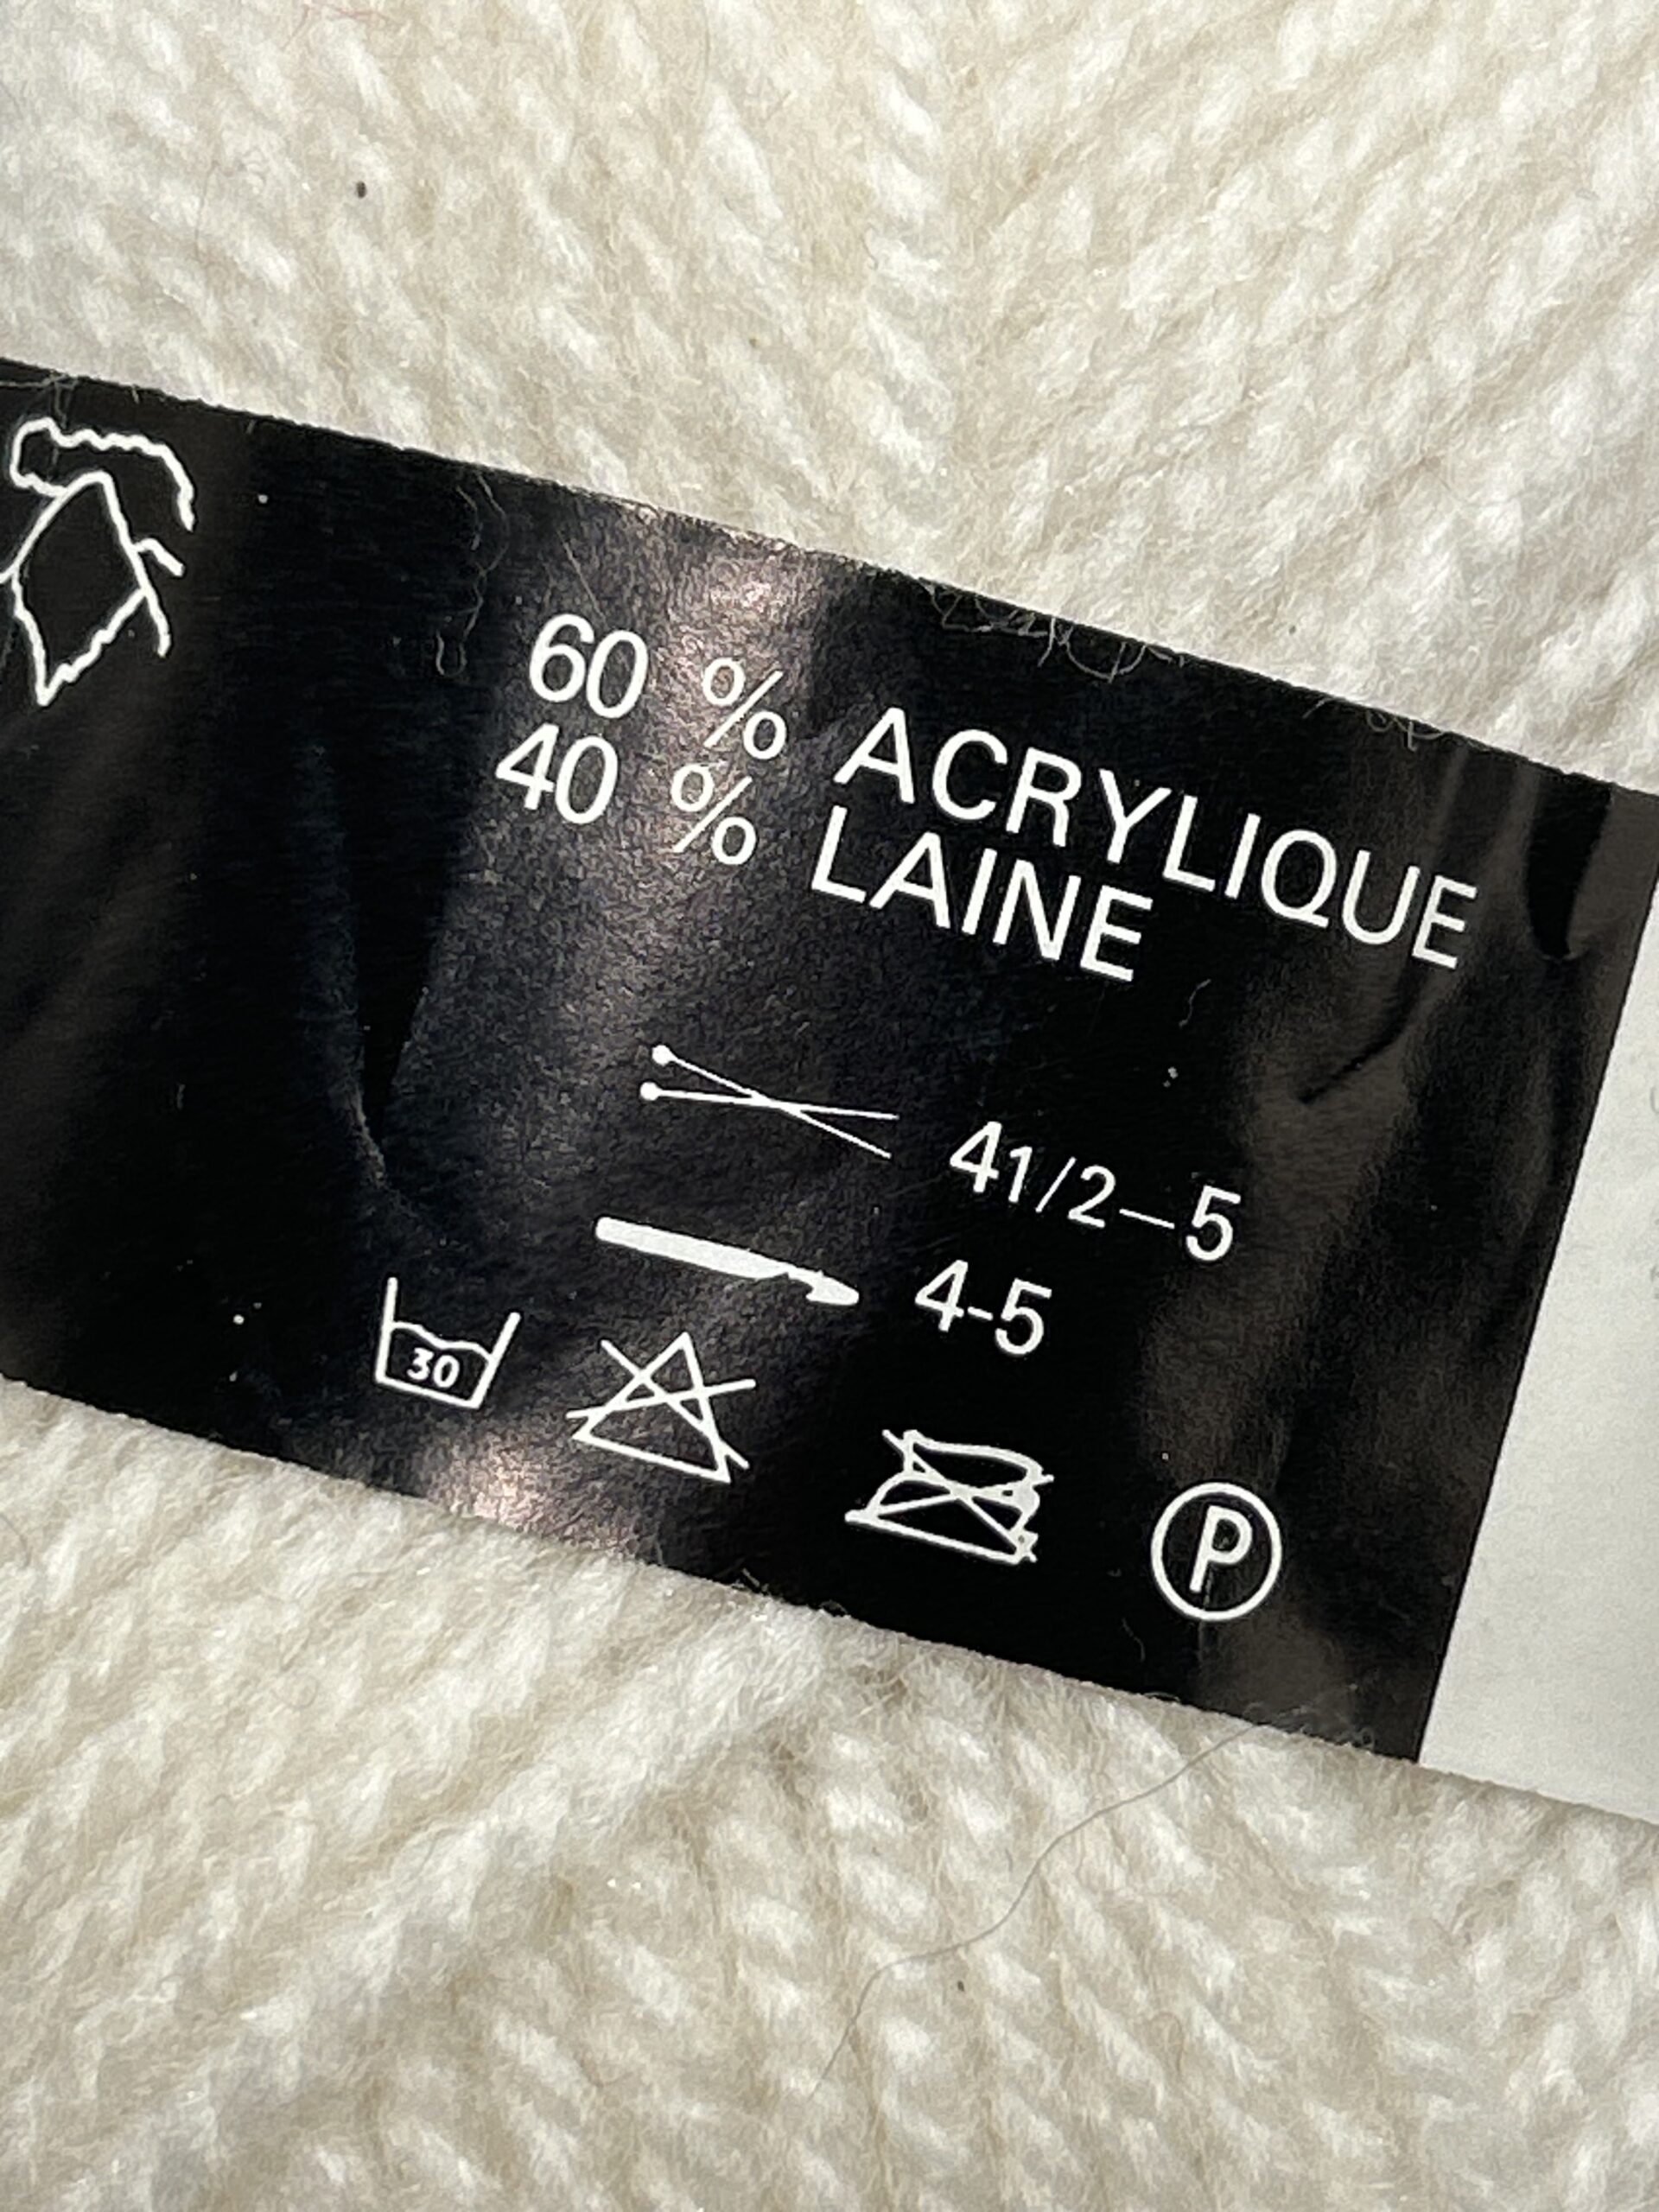 60 % ACRYLIQUE
40 % LAINE
41/2–5
4-5
30
P